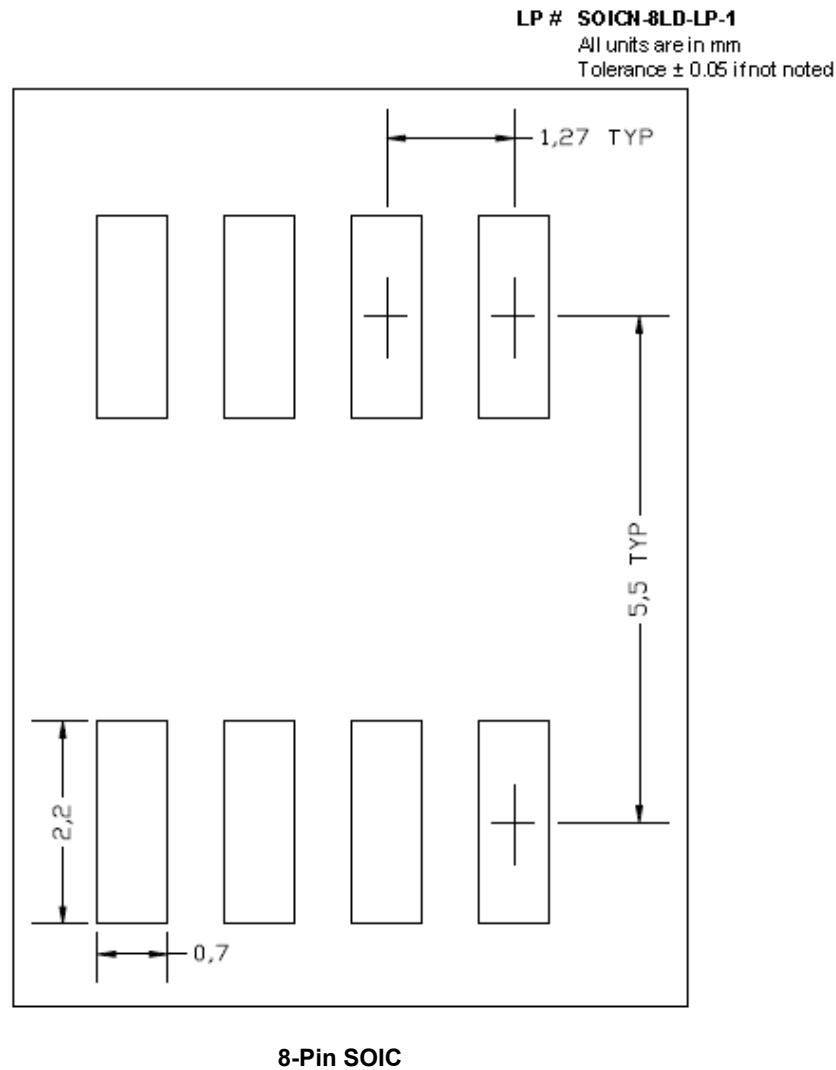 LP # SOICN-8LD-LP-1
All units are in mm
Tolerance ± 0.05 if not noted
1,27 TYP
5,5 TYP
2,2
0,7
8-Pin SOIC